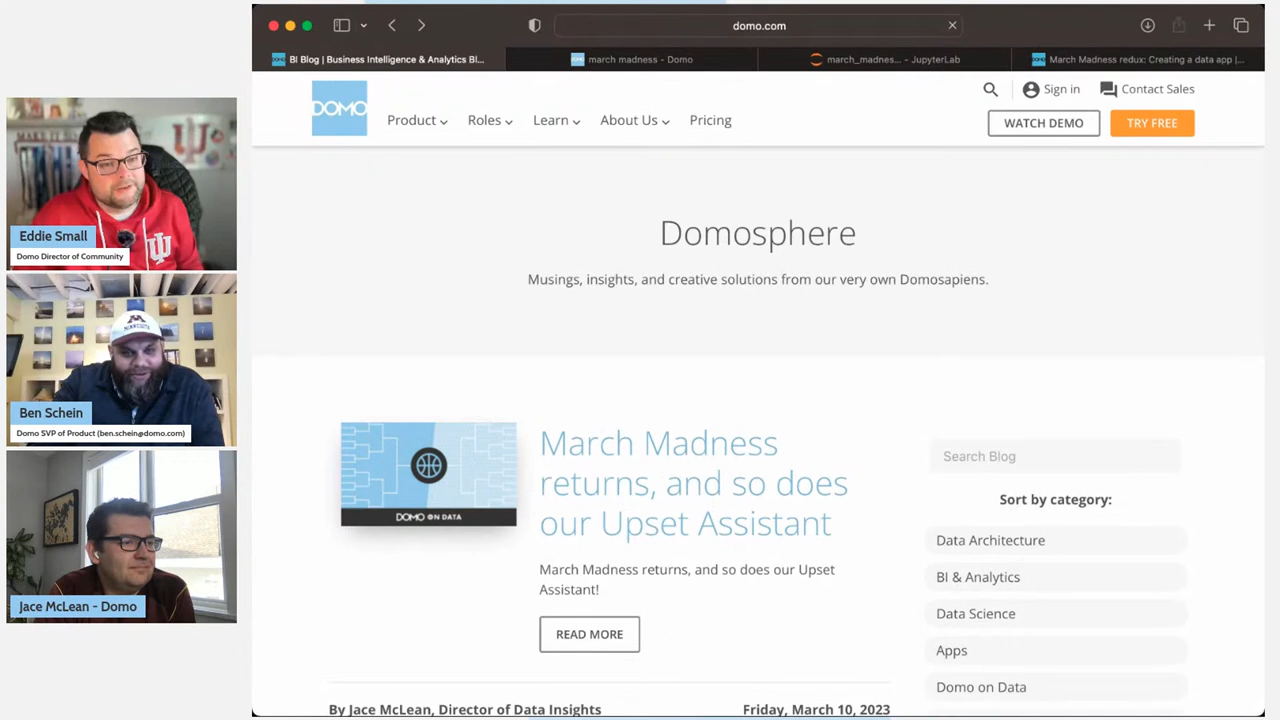 domo.com
BI Blog | Business Intelligence & Analytics Bl...
march madness - Domo
march_madnes... - JupyterLab
March Madness redux: Creating a data app |...
DOMO
Product
Roles
Learn
About Us
Pricing
Sign in
Contact Sales
WATCH DEMO
TRY FREE
Domosphere
Musings, insights, and creative solutions from our very own Domosapiens.
DOMO ON DATA
March Madness
returns, and so does
our Upset Assistant
March Madness returns, and so does our Upset
Assistant!
READ MORE
By Jace McLean, Director of Data Insights
Friday, March 10, 2023
Search Blog
Sort by category:
Data Architecture
BI & Analytics
Data Science
Apps
Domo on Data
Eddie Small
Domo Director of Community
M
MINNESOTA
Ben Schein
Domo SVP of Product (ben.schein@domo.com)
Jace McLean - Domo